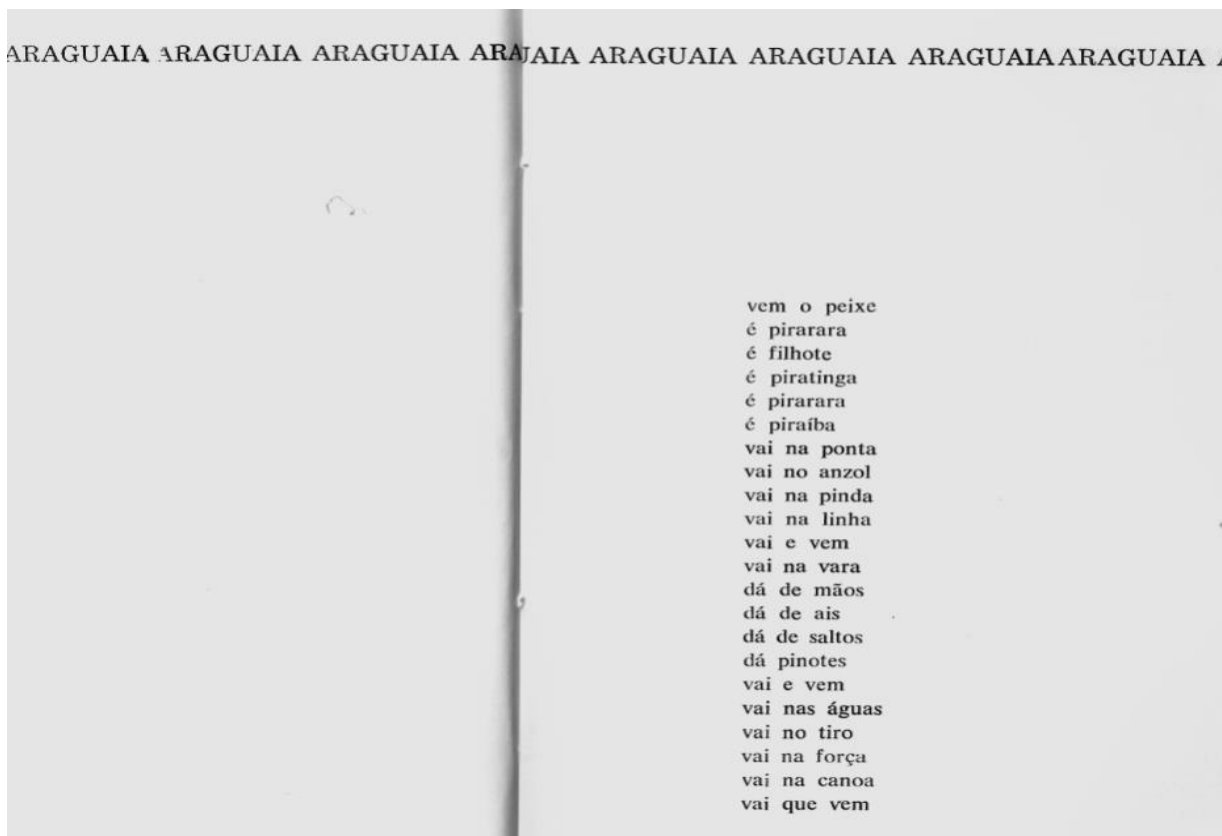 ARAGUAIA ARAGUAIA ARAGUAIA ARA UAIA ARAGUAIA ARAGUAIA ARAGUAIA ARAGUAIA
vem o peixe
é pirarara
é filhote
é piratinga
é pirarara
é piraíba
vai na ponta
vai no anzol
vai na pinda
vai na linha
vai e vem
vai na vara
dá de mãos
dá de ais
dá de saltos
dá pinotes
vai e vem
vai nas águas
vai no tiro
vai na força
vai na canoa
vai que vem